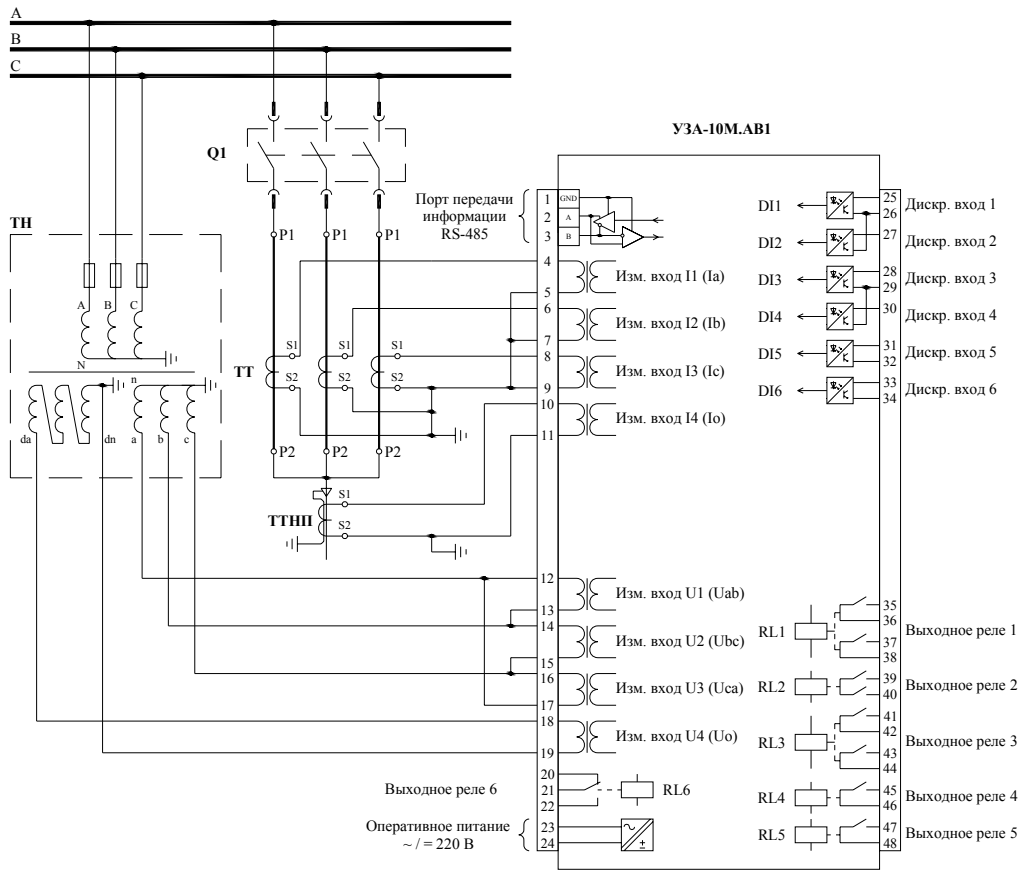 A
B
C
УЗА-10М.АВ1
Q1
ТН
A
B
C
N
n
da
dn
a
b
c
P1
P1
P1
ТТ
S1
S1
S1
S2
S2
S2
P2
P2
P2
ТТНП
S1
S2
Порт передачи
информации
RS-485
1
GND
2
A
3
B
4
5
Изм. вход I1 (Ia)
6
7
Изм. вход I2 (Ib)
8
9
Изм. вход I3 (Ic)
10
11
Изм. вход I4 (Io)
12
13
Изм. вход U1 (Uab)
14
15
Изм. вход U2 (Ubc)
16
17
Изм. вход U3 (Uca)
18
19
Изм. вход U4 (Uo)
Выходное реле 6
20
21
22
RL6
Оперативное питание
~ / = 220 В
23
24
~
±
DI1
25
26
Дискр. вход 1
DI2
27
Дискр. вход 2
DI3
28
29
Дискр. вход 3
DI4
30
Дискр. вход 4
DI5
31
32
Дискр. вход 5
DI6
33
34
Дискр. вход 6
RL1
35
36
37
38
Выходное реле 1
RL2
39
40
Выходное реле 2
RL3
41
42
43
44
Выходное реле 3
RL4
45
46
Выходное реле 4
RL5
47
48
Выходное реле 5